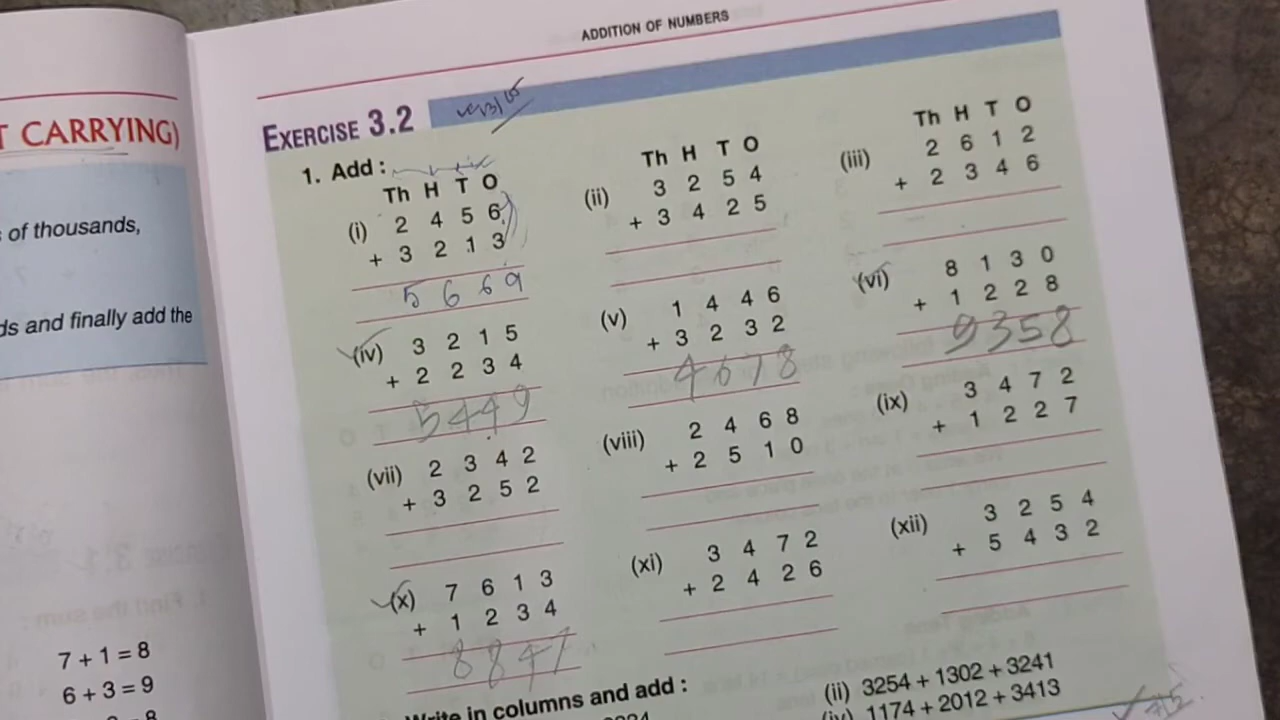 ADDITION OF NUMBERS
T CARRYING)
of thousands,
ds and finally add the
7 + 1 = 8
6 + 3 = 9
EXERCISE 3.2
1. Add :
Th H T O
(i) 2 4 5 6
+ 3 2 1 3
5 6 6 9
Th H T O
(ii) 3 2 5 4
+ 3 4 2 5
Th H T O
(iii) 2 6 1 2
+ 2 3 4 6
(iv) 3 2 1 5
+ 2 2 3 4
5 4 4 9
(v) 1 4 4 6
+ 3 2 3 2
4 6 7 8
(vi) 8 1 3 0
+ 1 2 2 8
9 3 5 8
(vii) 2 3 4 2
+ 3 2 5 2
(viii) 2 4 6 8
+ 2 5 1 0
(ix) 3 4 7 2
+ 1 2 2 7
(x) 7 6 1 3
+ 1 2 3 4
8 8 4 7
(xi) 3 4 7 2
+ 2 4 2 6
(xii) 3 2 5 4
+ 5 4 3 2
Write in columns and add :
(ii) 3254 + 1302 + 3241
(iv) 1174 + 2012 + 3413